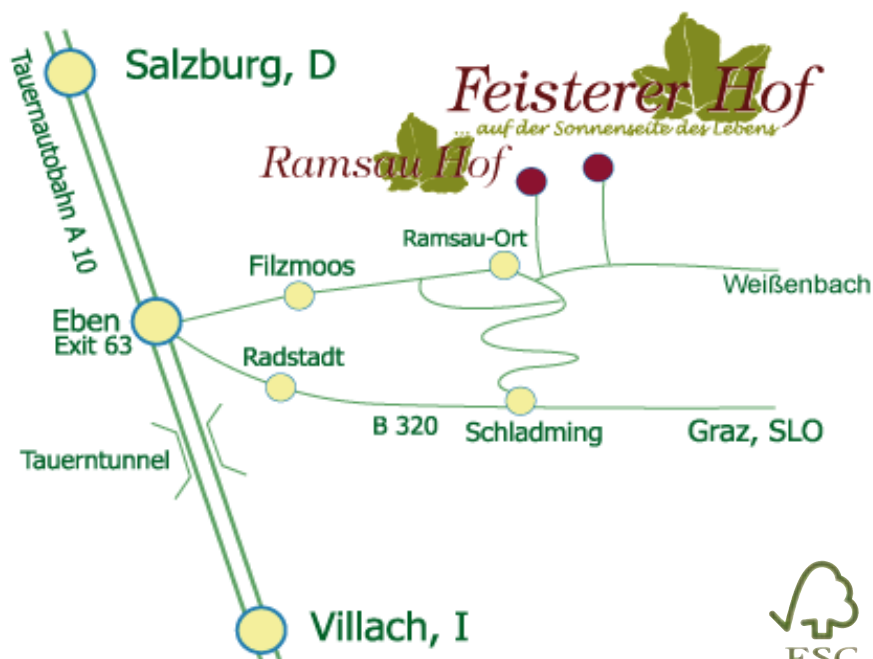 Salzburg, D
Tauernautobahn A 10
Feisterer Hof
... auf der Sonnenseite des Lebens
Ramsau Hof
Ramsau-Ort
Filzmoos
Weißenbach
Eben
Exit 63
Radstadt
B 320
Schladming
Graz, SLO
Tauerntunnel
Villach, I
FSC